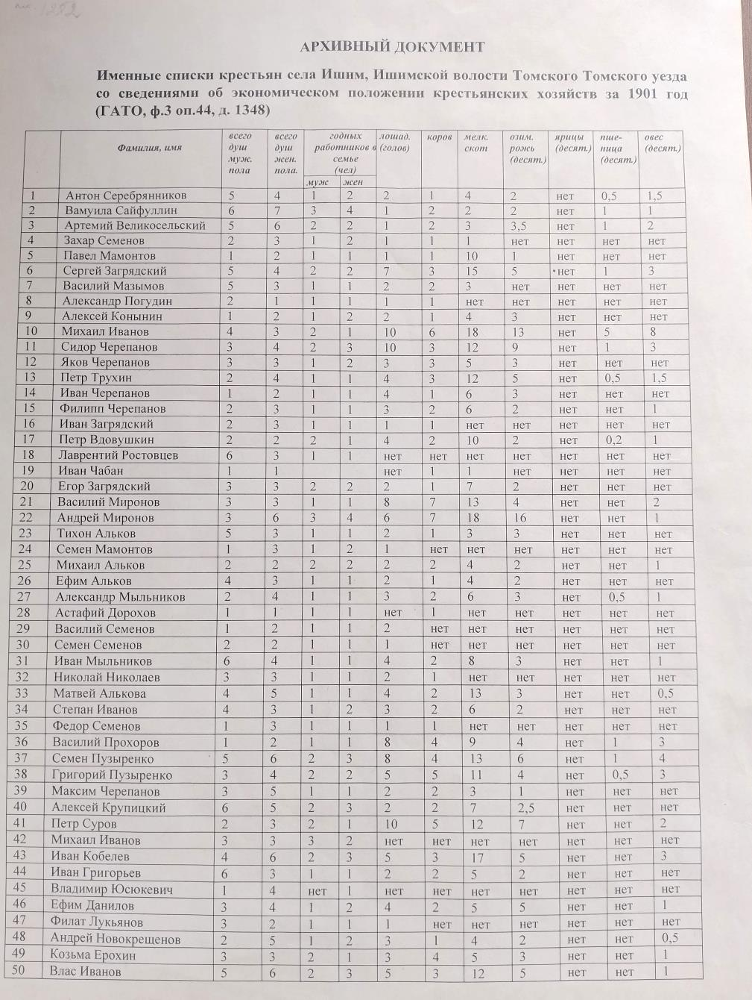 АРХИВНЫЙ ДОКУМЕНТ
Именные списки крестьян села Ишим, Ишимской волости Томского Томского уезда
со сведениями об экономическом положении крестьянских хозяйств за 1901 год
(ГАТО, ф.3 оп.44, д. 1348)
Фамилия, имя всего душ муж. пола всего душ жен. пола. годных работников в семье (чел) муж жен лошад. (голов) коров мелк. скот озим. рожь (десят.) ярицы (десят.) пше-ница (десят.) овес (десят.)
1 Антон Серебрянников 5 4 1 2 2 1 4 2 нет 0,5 1,5
2 Вамуила Сайфуллин 6 7 3 4 1 2 2 2 нет 1 1
3 Артемий Великосельский 5 6 2 2 1 2 3 3,5 нет 1 2
4 Захар Семенов 2 3 1 2 1 1 1 нет нет нет нет
5 Павел Мамонтов 1 2 1 1 1 1 10 1 нет нет нет
6 Сергей Загрядский 5 4 2 2 7 3 15 5 нет 1 3
7 Василий Мазымов 5 3 1 1 2 2 3 нет нет нет нет
8 Александр Погудин 2 1 1 1 1 1 нет нет нет нет нет
9 Алексей Конынин 1 2 1 2 2 1 4 3 нет нет нет
10 Михаил Иванов 4 3 2 1 10 6 18 13 нет 5 8
11 Сидор Черепанов 3 4 2 3 10 3 12 9 нет 1 3
12 Яков Черепанов 3 3 1 2 3 3 5 3 нет нет нет
13 Петр Трухин 2 4 1 1 4 3 12 5 нет 0,5 1,5
14 Иван Черепанов 1 2 1 1 4 1 6 3 нет нет нет
15 Филипп Черепанов 2 3 1 1 3 2 6 2 нет нет 1
16 Иван Загрядский 2 3 1 1 1 1 нет нет нет нет нет
17 Петр Вдовушкин 2 2 2 1 4 2 10 2 нет 0,2 1
18 Лаврентий Ростовцев 6 3 1 1 нет нет нет нет нет нет нет
19 Иван Чабан 1 1 нет 1 1 нет нет нет нет
20 Егор Загрядский 3 3 2 2 2 1 7 2 нет нет нет
21 Василий Миронов 3 3 1 1 8 7 13 4 нет нет 2
22 Андрей Миронов 3 6 3 4 6 7 18 16 нет нет 1
23 Тихон Альков 5 3 1 1 2 1 3 3 нет нет нет
24 Семен Мамонтов 1 3 1 2 1 нет нет нет нет нет нет
25 Михаил Альков 2 2 2 2 2 2 4 2 нет нет 1
26 Ефим Альков 4 3 1 1 2 1 4 2 нет нет нет
27 Александр Мыльников 2 4 1 1 3 2 6 3 нет 0,5 1
28 Астафий Дорохов 1 1 1 1 нет 1 нет нет нет нет нет
29 Василий Семенов 1 2 1 1 2 нет нет нет нет нет нет
30 Семен Семенов 2 2 1 1 1 нет нет нет нет нет нет
31 Иван Мыльников 6 4 1 1 4 2 8 3 нет нет 1
32 Николай Николаев 3 3 1 1 2 1 нет нет нет нет нет
33 Матвей Алькова 4 5 1 1 4 2 13 3 нет нет 0,5
34 Степан Иванов 4 3 1 2 3 2 6 2 нет нет нет
35 Федор Семенов 1 3 1 1 1 1 нет нет нет нет нет
36 Василий Прохоров 1 2 1 1 8 4 9 4 нет 1 3
37 Семен Пузыренко 5 6 2 3 8 4 13 6 нет 1 4
38 Григорий Пузыренко 3 4 2 2 5 5 11 4 нет 0,5 3
39 Максим Черепанов 3 5 1 1 2 2 3 1 нет нет нет
40 Алексей Крупицкий 6 5 2 3 2 2 7 2,5 нет нет нет
41 Петр Суров 2 3 2 1 10 5 12 7 нет нет 2
42 Михаил Иванов 3 3 3 2 нет нет нет нет нет нет нет
43 Иван Кобелев 4 6 2 3 5 3 17 5 нет нет 3
44 Иван Григорьев 6 3 1 1 2 2 5 2 нет нет нет
45 Владимир Юсюкевич 1 4 нет 1 нет нет нет нет нет нет нет
46 Ефим Данилов 3 4 1 2 4 2 5 5 нет нет 1
47 Филат Лукьянов 3 2 1 1 1 нет нет нет нет нет нет
48 Андрей Новокрещенов 2 5 1 2 3 1 4 2 нет нет 0,5
49 Козьма Ерохин 3 3 2 1 3 4 5 3 нет нет 1
50 Влас Иванов 5 6 2 3 5 3 12 5 нет нет 1